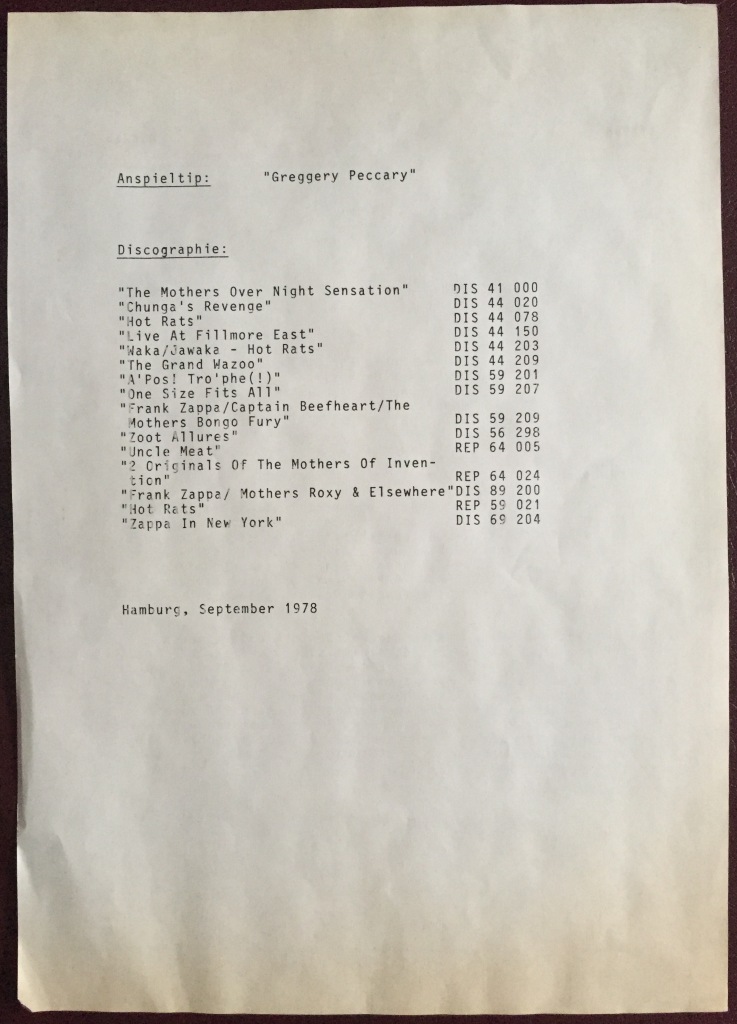 Anspieltip: "Greggery Peccary"
Discographie:
"The Mothers Over Night Sensation" DIS 41 000
"Chunga's Revenge" DIS 44 020
"Hot Rats" DIS 44 078
"Live At Fillmore East" DIS 44 150
"Waka/Jawaka - Hot Rats" DIS 44 203
"The Grand Wazoo" DIS 44 209
"A'Pos! Tro'phe(!)" DIS 59 201
"One Size Fits All" DIS 59 207
"Frank Zappa/Captain Beefheart/The
Mothers Bongo Fury" DIS 59 209
"Zoot Allures" DIS 56 298
"Uncle Meat" REP 64 005
"2 Originals Of The Mothers Of Inven-
tion" REP 64 024
"Frank Zappa/ Mothers Roxy & Elsewhere" DIS 89 200
"Hot Rats" REP 59 021
"Zappa In New York" DIS 69 204
Hamburg, September 1978